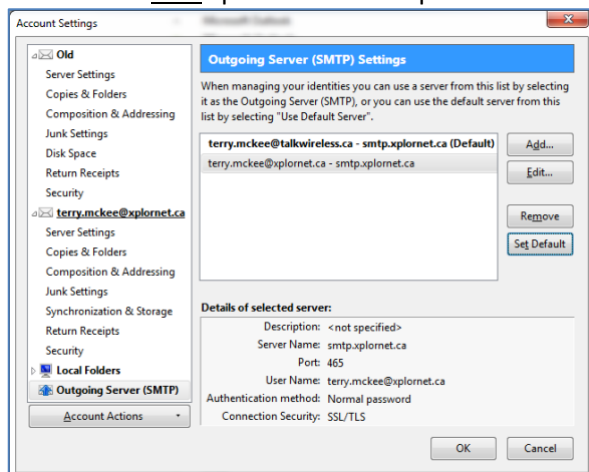 Account Settings
Old
Server Settings
Copies & Folders
Composition & Addressing
Junk Settings
Disk Space
Return Receipts
Security
terry.mckee@xplornet.ca
Server Settings
Copies & Folders
Composition & Addressing
Junk Settings
Synchronization & Storage
Return Receipts
Security
Local Folders
Outgoing Server (SMTP)
Account Actions
Outgoing Server (SMTP) Settings
When managing your identities you can use a server from this list by selecting
it as the Outgoing Server (SMTP), or you can use the default server from this
list by selecting "Use Default Server".
terry.mckee@talkwireless.ca - smtp.xplornet.ca (Default)
terry.mckee@xplornet.ca - smtp.xplornet.ca
Add...
Edit...
Remove
Set Default
Details of selected server:
Description: <not specified>
Server Name: smtp.xplornet.ca
Port: 465
User Name: terry.mckee@xplornet.ca
Authentication method: Normal password
Connection Security: SSL/TLS
OK
Cancel